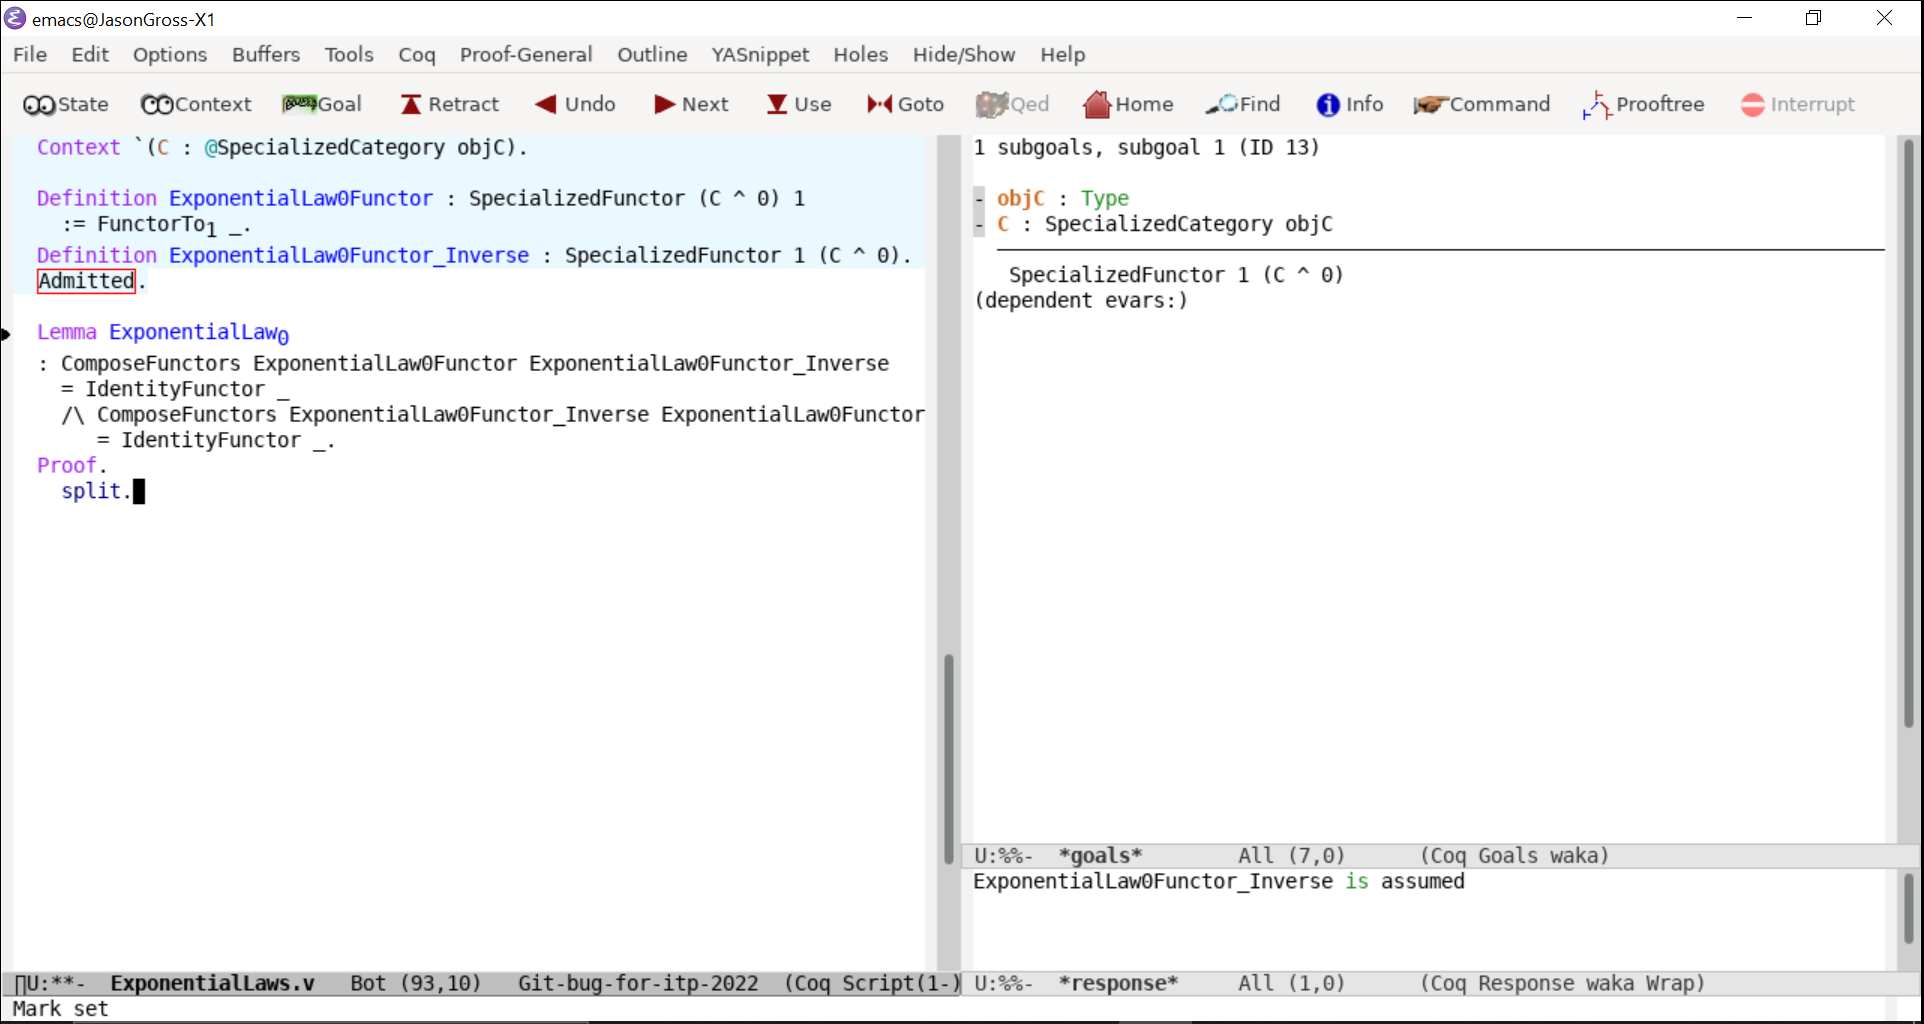 emacs@JasonGross-X1
File Edit Options Buffers Tools Coq Proof-General Outline YASnippet Holes Hide/Show Help
State Context Goal Retract Next Undo Use Goto Qed Home Find Info Command Prooftree Interrupt
Context `(C : @SpecializedCategory objC).
Definition ExponentialLaw0Functor : SpecializedFunctor (C ^ 0) 1
:= FunctorTo1 _.
Definition ExponentialLaw0Functor_Inverse : SpecializedFunctor 1 (C ^ 0).
Admitted.
Lemma ExponentialLaw0
: ComposeFunctors ExponentialLaw0Functor ExponentialLaw0Functor_Inverse
= IdentityFunctor _
/\ ComposeFunctors ExponentialLaw0Functor_Inverse ExponentialLaw0Functor
= IdentityFunctor _.
Proof.
split.
U:**- ExponentialLaws.v Bot (93,10) Git-bug-for-itp-2022 (Coq Script(1-)
Mark set
1 subgoals, subgoal 1 (ID 13)
- objC : Type
- C : SpecializedCategory objC
SpecializedFunctor 1 (C ^ 0)
(dependent evars:)
U:%%- *goals* All (7,0) (Coq Goals waka)
ExponentialLaw0Functor_Inverse is assumed
U:%%- *response* All (1,0) (Coq Response waka Wrap)